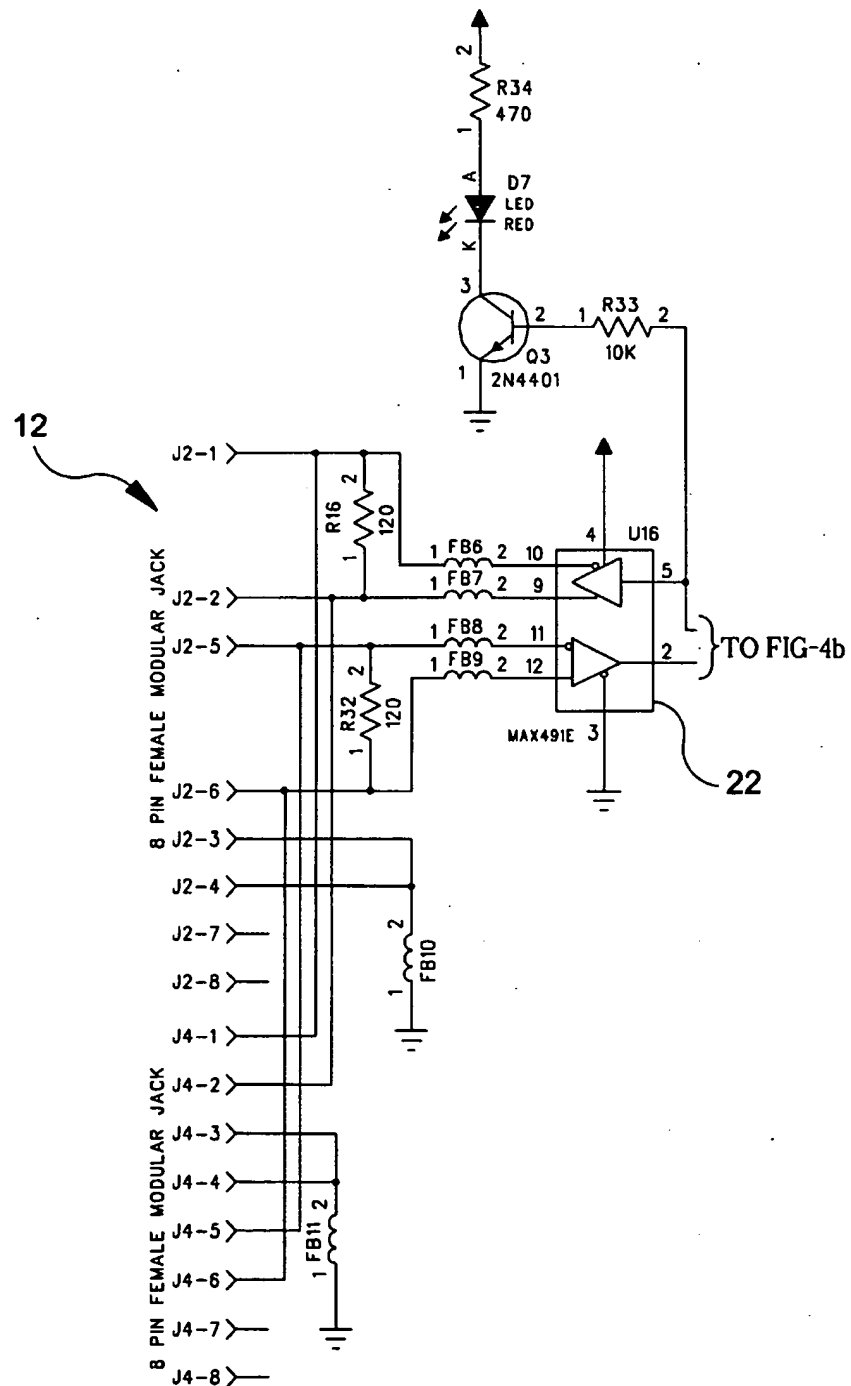 2
R34
470
1
A
D7
LED
RED
K
3
2
1
R33
2
10K
Q3
2N4401
1
12
J2-1
2
R16
120
1
4
U16
1
FB6
2
10
5
1
FB7
2
9
J2-2
J2-5
1
FB8
2
11
1
FB9
2
12
2
TO FIG-4b
2
R32
120
1
MAX491E
3
22
8 PIN FEMALE MODULAR JACK
J2-6
J2-3
J2-4
J2-7
J2-8
2
FB10
1
J4-1
J4-2
J4-3
J4-4
8 PIN FEMALE MODULAR JACK
J4-5
2
FB11
1
J4-6
J4-7
J4-8